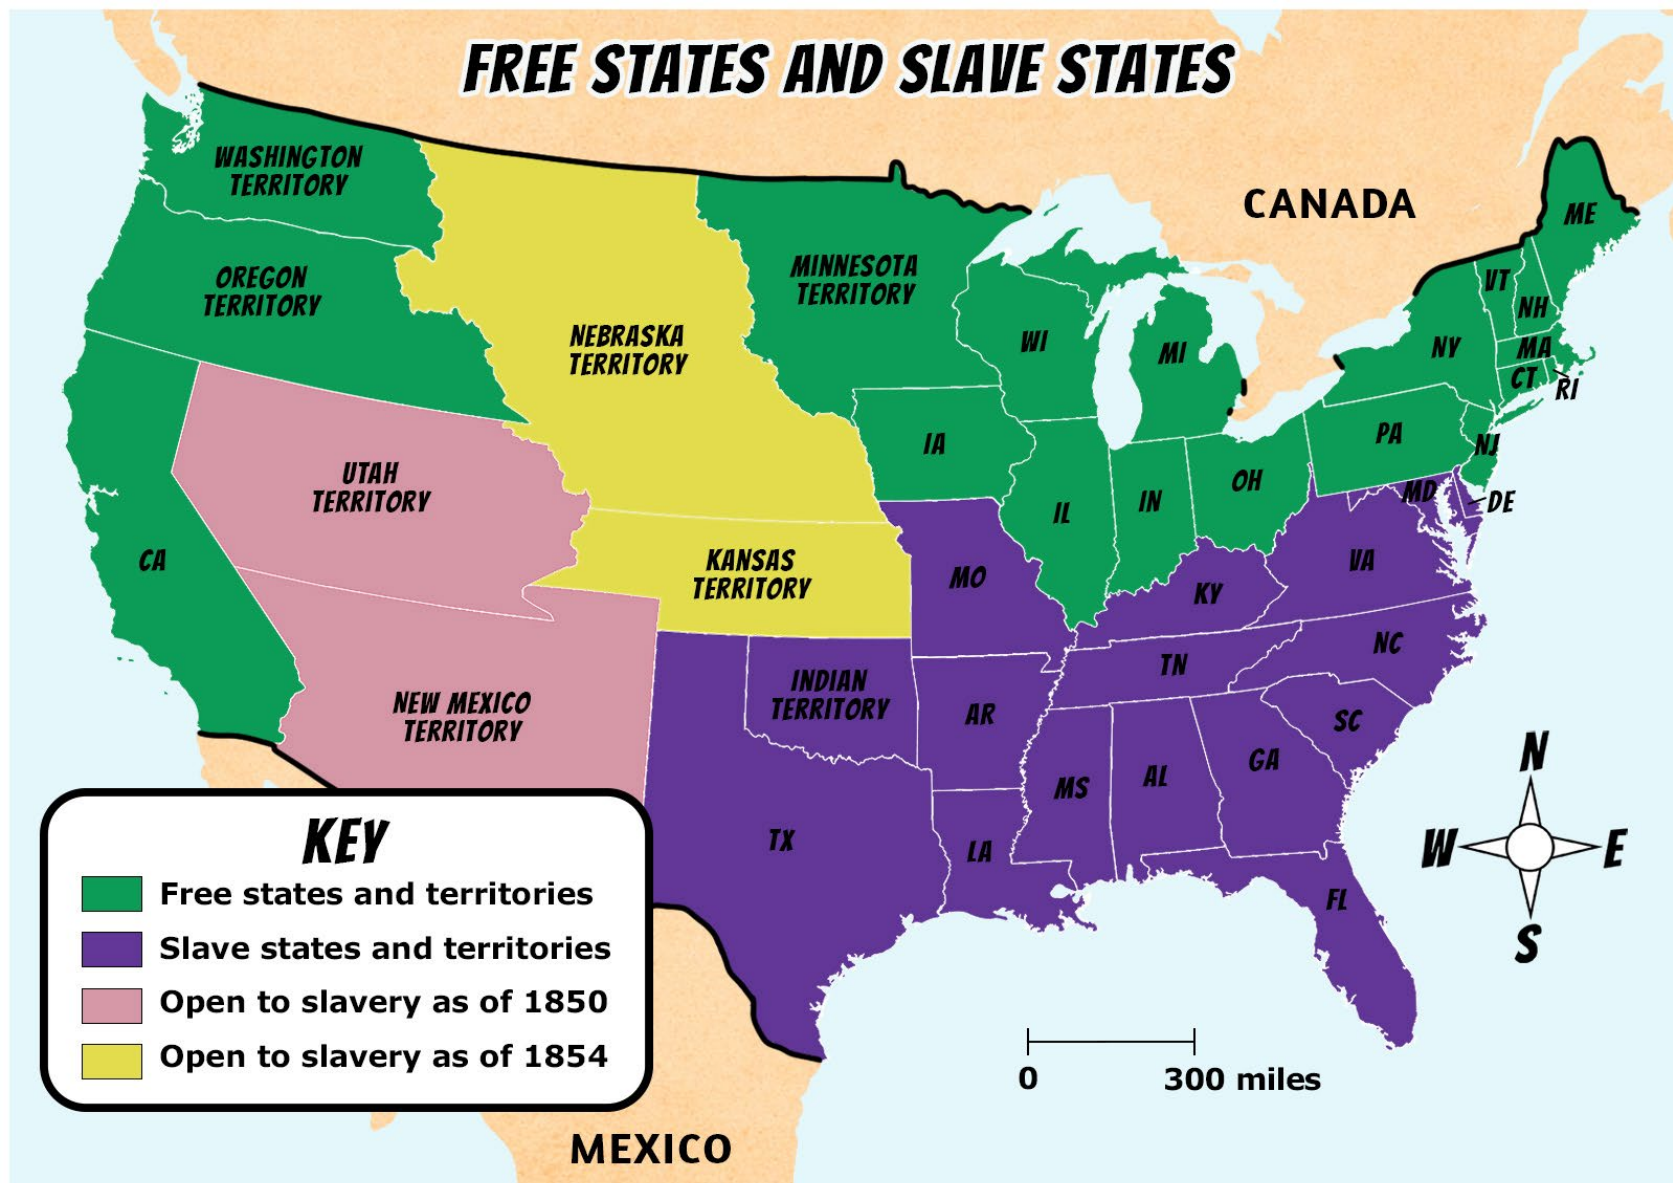 FREE STATES AND SLAVE STATES
CANADA
WASHINGTON
TERRITORY
OREGON
TERRITORY
NEBRASKA
TERRITORY
MINNESOTA
TERRITORY
WI
MI
ME
VT
NH
NY
MA
CT
RI
UTAH
TERRITORY
IA
PA
NJ
IL
IN
OH
MD
DE
CA
KANSAS
TERRITORY
MO
KY
VA
NEW MEXICO
TERRITORY
INDIAN
TERRITORY
AR
TN
NC
SC
TX
LA
MS
AL
GA
FL
N
W
E
S
KEY
Free states and territories
Slave states and territories
Open to slavery as of 1850
Open to slavery as of 1854
0
300 miles
MEXICO